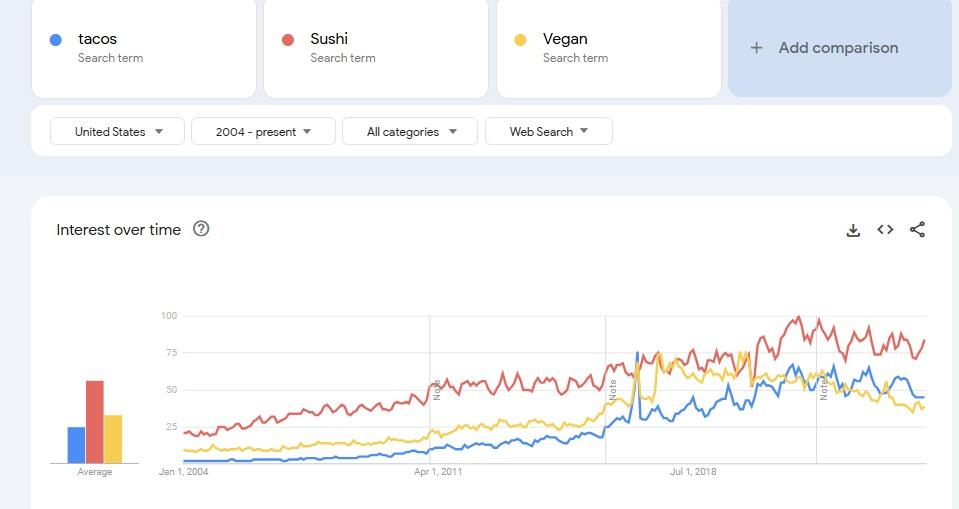 tacos
Search term
Sushi
Search term
Vegan
Search term
+ Add comparison
United States
2004 - present
All categories
Web Search
Interest over time
?
100
75
50
25
Note
Note
Note
Average
Jan 1, 2004
Apr 1, 2011
Jul 1, 2018